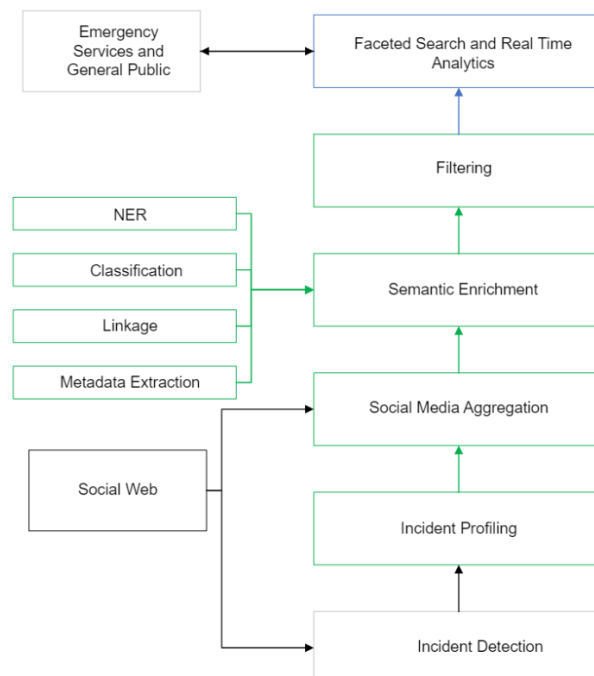 Emergency
Services and
General Public
Faceted Search and Real Time
Analytics
Filtering
NER
Classification
Semantic Enrichment
Linkage
Metadata Extraction
Social Media Aggregation
Social Web
Incident Profiling
Incident Detection